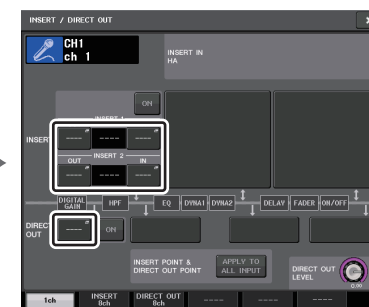 INSERT / DIRECT OUT
CH1
ch 1
INSERT IN
HA
ON
INSERT 1
INSERT
---- ---- ----
OUT INSERT 2 IN
---- ---- ----
DIGITAL GAIN HPF EQ DYNA1 DYNA2 DELAY FADER ON/OFF
DIRECT OUT
---- ON
INSERT POINT & DIRECT OUT POINT
APPLY TO ALL INPUT
DIRECT OUT LEVEL
0.00
1ch INSERT 8ch DIRECT OUT 8ch ---- ---- ----